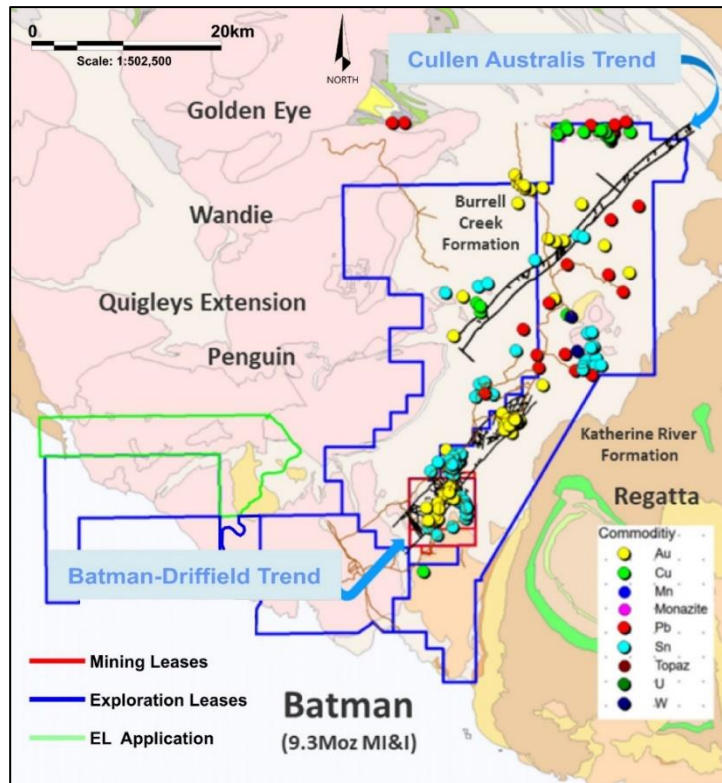 0
20km
Scale: 1:502,500
NORTH
Cullen Australis Trend
Golden Eye
Wandie
Burrell
Creek
Formation
Quigleys Extension
Penguin
Katherine River
Formation
Regatta
Commoditiy
Au
Cu
Mn
Monazite
Pb
Sn
Topaz
U
W
Batman-Driffield Trend
Mining Leases
Exploration Leases
EL Application
Batman
(9.3Moz MI&I)